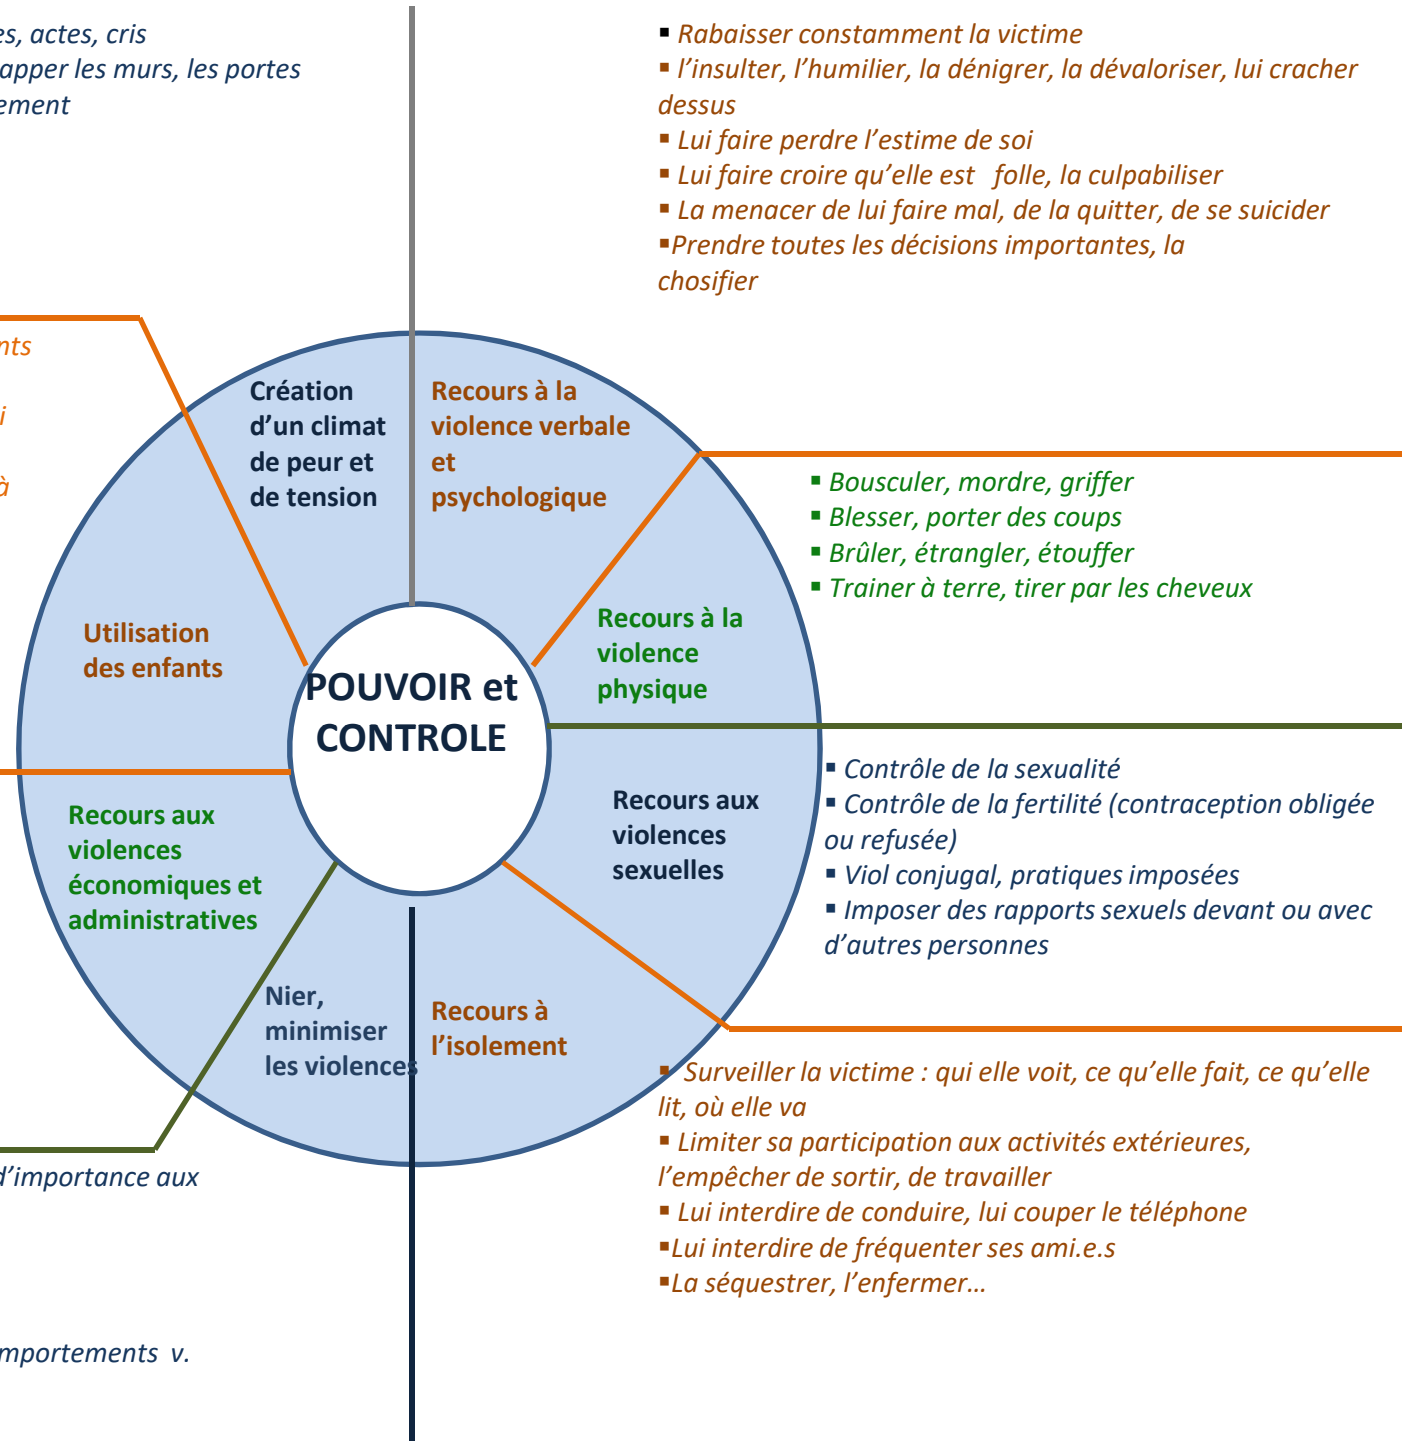 es, actes, cris
apper les murs, les portes
ement
▪ Rabaisser constamment la victime
▪ l’insulter, l’humilier, la dénigrer, la dévaloriser, lui cracher
dessus
▪ Lui faire perdre l’estime de soi
▪ Lui faire croire qu’elle est folle, la culpabiliser
▪ La menacer de lui faire mal, de la quitter, de se suicider
▪Prendre toutes les décisions importantes, la
chosifier
nts
i
à
Création
d’un climat
de peur et
de tension
Recours à la
violence verbale
et
psychologique
▪ Bousculer, mordre, griffer
▪ Blesser, porter des coups
▪ Brûler, étrangler, étouffer
▪ Trainer à terre, tirer par les cheveux
Utilisation
des enfants
Recours à la
violence
physique
POUVOIR et
CONTROLE
Recours aux
violences
économiques et
administratives
Recours aux
violences
sexuelles
▪ Contrôle de la sexualité
▪ Contrôle de la fertilité (contraception obligée
ou refusée)
▪ Viol conjugal, pratiques imposées
▪ Imposer des rapports sexuels devant ou avec
d’autres personnes
Nier,
minimiser
les violences
Recours à
l’isolement
▪ Surveiller la victime : qui elle voit, ce qu’elle fait, ce qu’elle
lit, où elle va
▪ Limiter sa participation aux activités extérieures,
l’empêcher de sortir, de travailler
▪ Lui interdire de conduire, lui couper le téléphone
▪Lui interdire de fréquenter ses ami.e.s
▪La séquestrer, l’enfermer…
d’importance aux
mportements v.